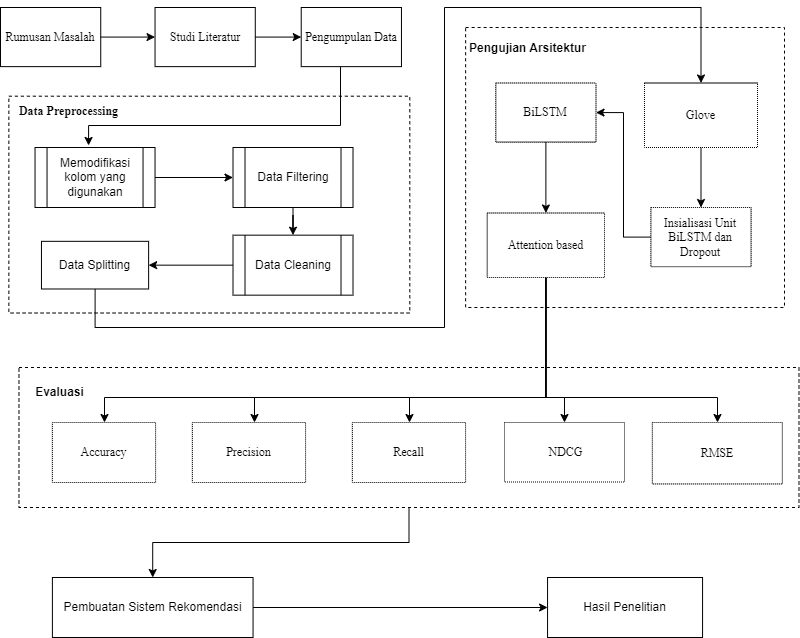 Rumusan Masalah
Studi Literatur
Pengumpulan Data
Data Preprocessing
Memodifikasi
kolom yang
digunakan
Data Filtering
Data Cleaning
Data Splitting
Pengujian Arsitektur
Glove
Insialisasi Unit
BiLSTM dan
Dropout
BiLSTM
Attention based
Evaluasi
Accuracy
Precision
Recall
NDCG
RMSE
Pembuatan Sistem Rekomendasi
Hasil Penelitian